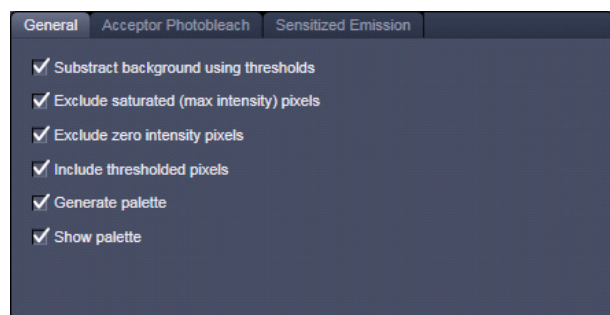 General Acceptor Photobleach Sensitized Emission
Substract background using thresholds
Exclude saturated (max intensity) pixels
Exclude zero intensity pixels
Include thresholded pixels
Generate palette
Show palette